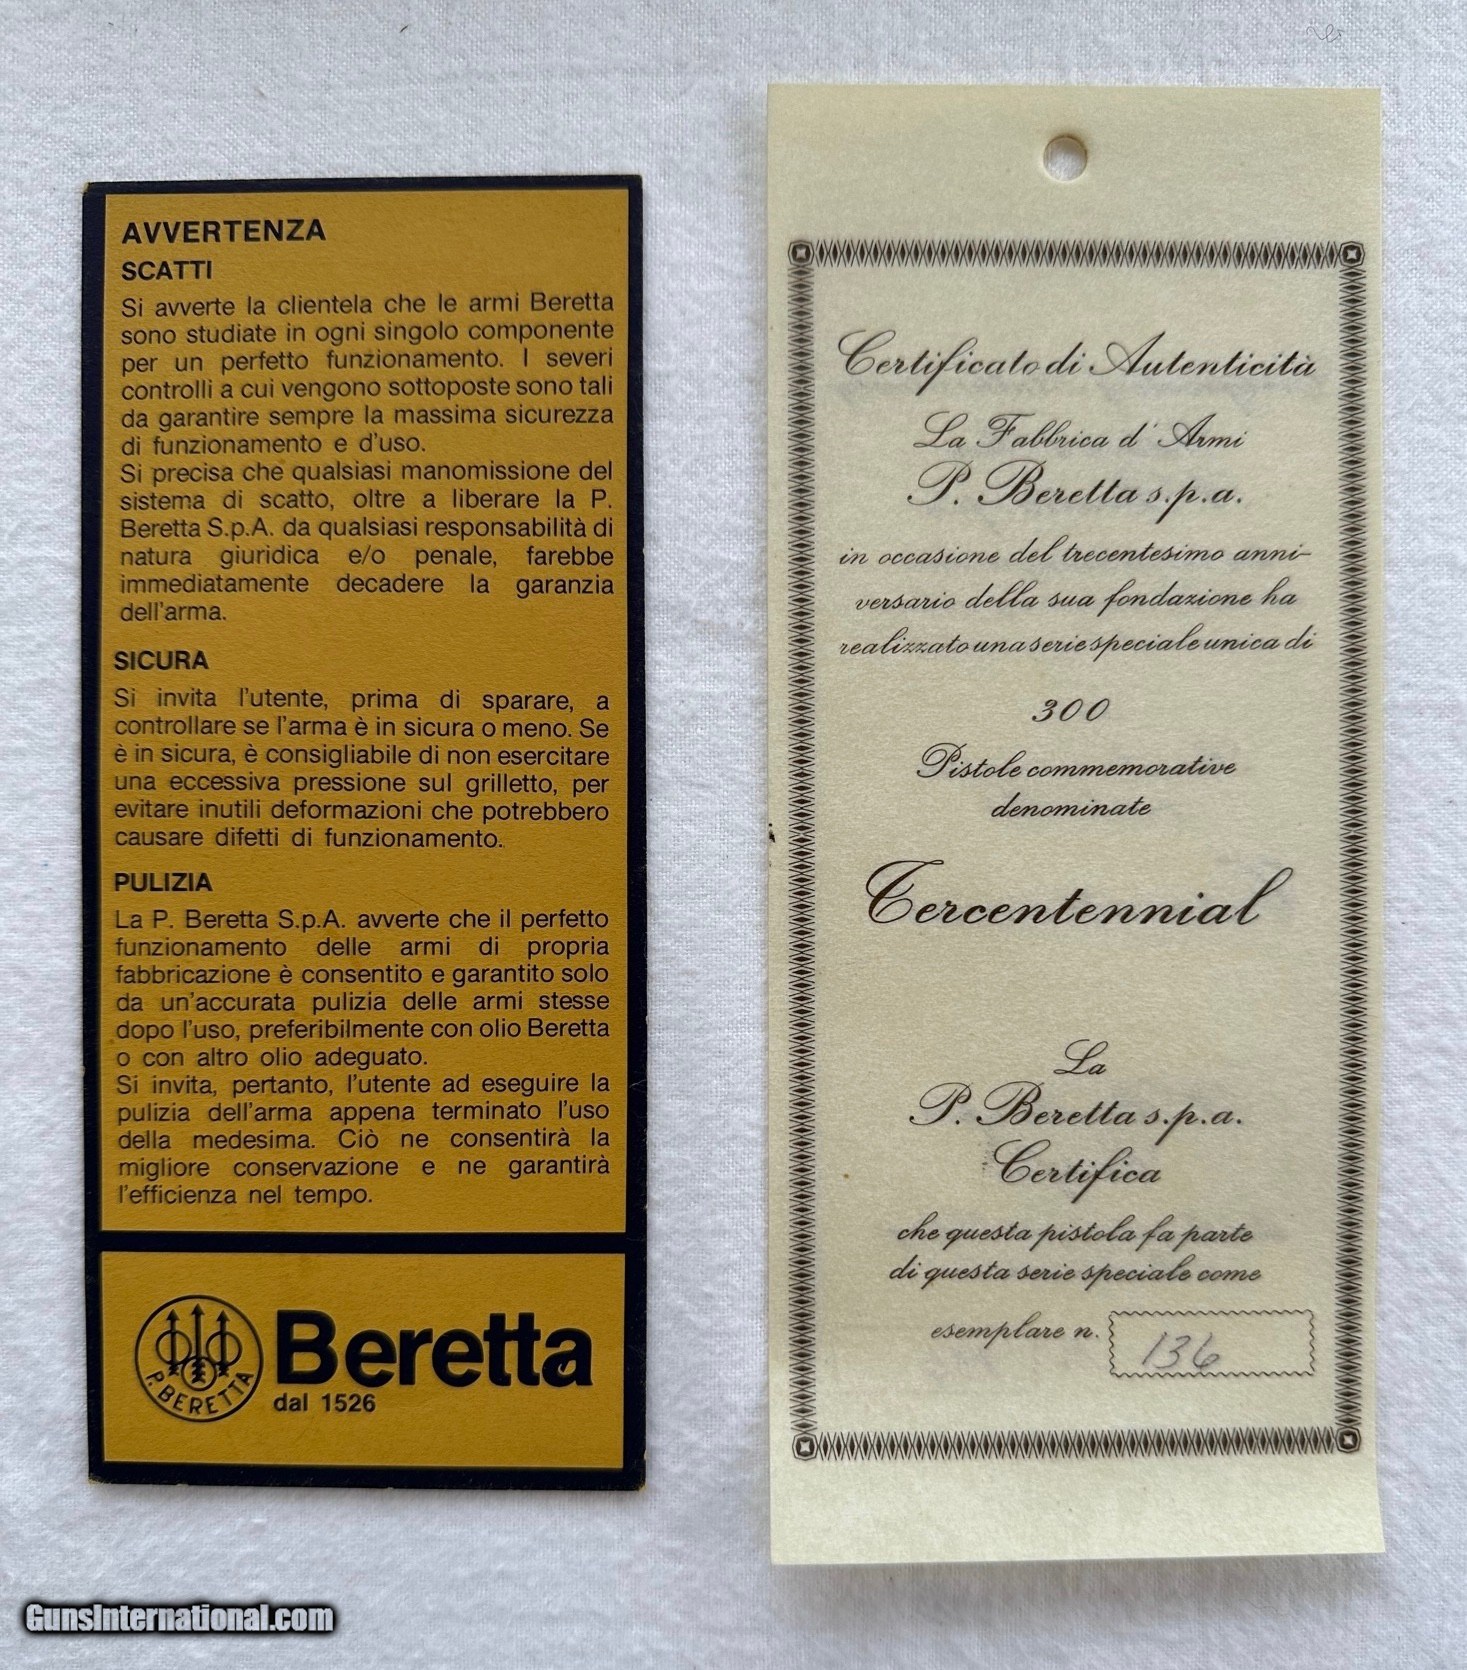 AVVERTENZA
SCATTI
Si avverte la clientela che le armi Beretta
sono studiate in ogni singolo componente
per un perfetto funzionamento. I severi
controlli a cui vengono sottoposte sono tali
da garantire sempre la massima sicurezza
di funzionamento e d'uso.
Si precisa che qualsiasi manomissione del
sistema di scatto, oltre a liberare la P.
Beretta S.p.A. da qualsiasi responsabilità di
natura giuridica e/o penale, farebbe
immediatamente decadere la garanzia
dell'arma.
SICURA
Si invita l'utente, prima di sparare, a
controllare se l'arma è in sicura o meno. Se
è in sicura, è consigliabile di non esercitare
una eccessiva pressione sul grilletto, per
evitare inutili deformazioni che potrebbero
causare difetti di funzionamento.
PULIZIA
La P. Beretta S.p.A. avverte che il perfetto
funzionamento delle armi di propria
fabbricazione è consentito e garantito solo
da un'accurata pulizia delle armi stesse
dopo l'uso, preferibilmente con olio Beretta
o con altro olio adeguato.
Si invita, pertanto, l'utente ad eseguire la
pulizia dell'arma appena terminato l'uso
della medesima. Ciò ne consentirà la
migliore conservazione e ne garantirà
l'efficienza nel tempo.
P. BERETTA
Beretta
dal 1526
Certificato di Autenticità
La Fabbrica d' Armi
P. Beretta s.p.a.
in occasione del trecentesimo anni-
versario della sua fondazione ha
realizzato una serie speciale unica di
300
Pistole commemorative
denominate
Tercentennial
La
P. Beretta s.p.a.
Certifica
che questa pistola fa parte
di questa serie speciale come
esemplare n. 136
GunsInternational.com